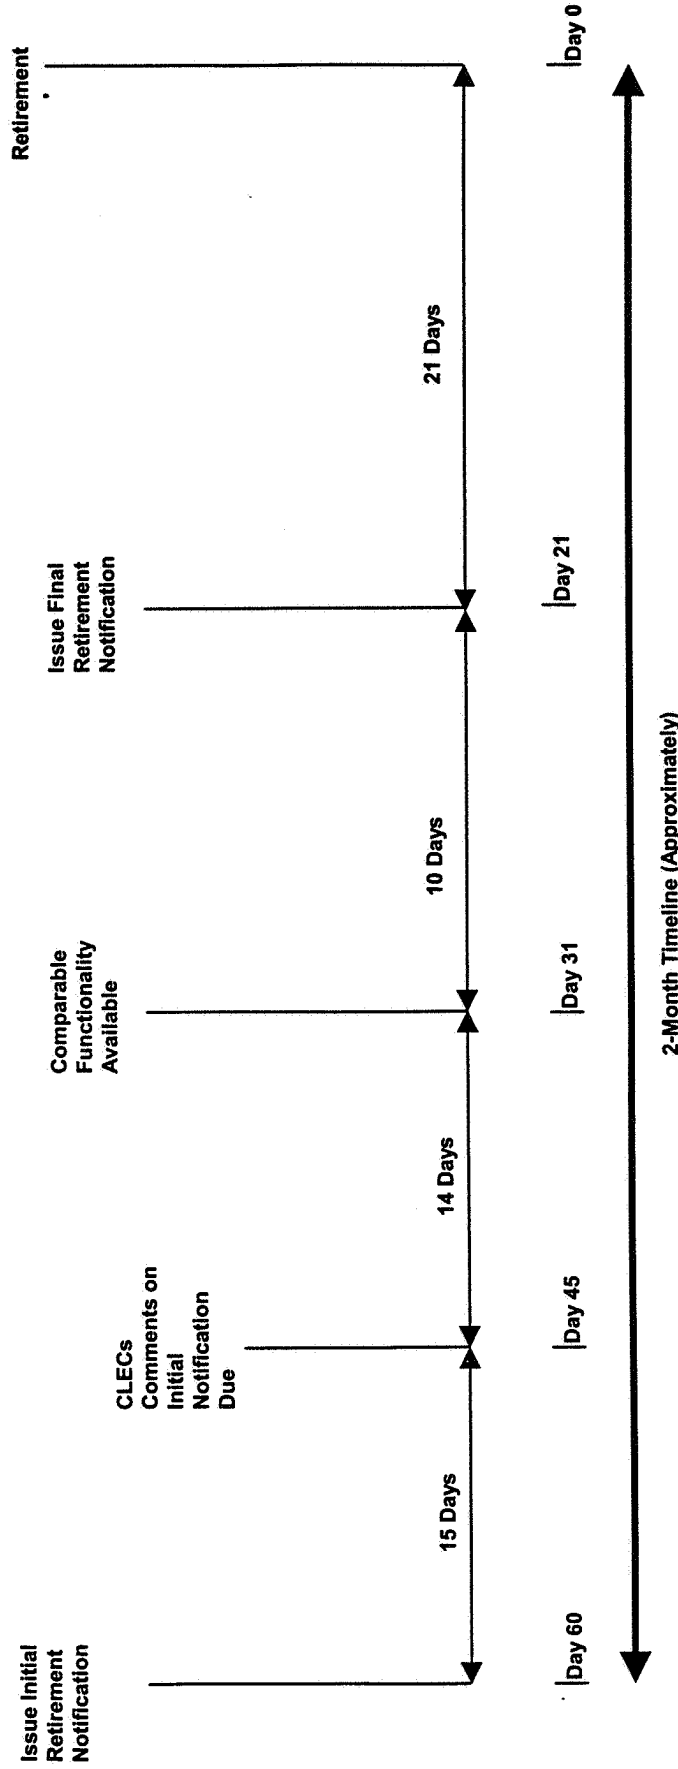 Issue Initial
Retirement
Notification
CLECs
Comments on
Initial
Notification
Due
Comparable
Functionality
Available
Issue Final
Retirement
Notification
Retirement
15 Days
14 Days
10 Days
21 Days
Day 60
Day 45
Day 31
Day 21
Day 0
2-Month Timeline (Approximately)